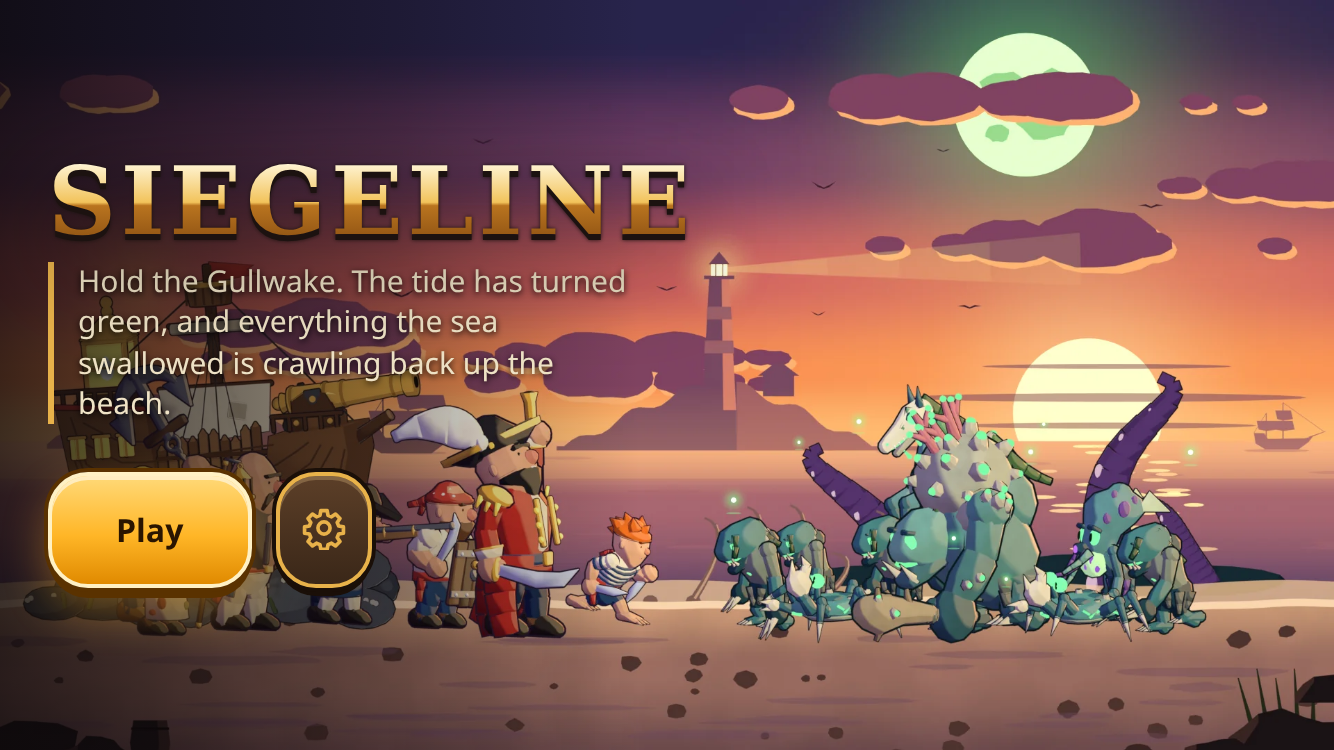 SIEGELINE
Hold the Gullwake. The tide has turned
green, and everything the sea
swallowed is crawling back up the
beach.
Play